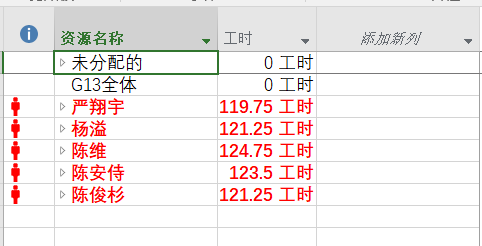 资源名称 工时 添加新列
未分配的 0 工时
G13全体 0 工时
严翔宇 119.75 工时
杨溢 121.25 工时
陈维 124.75 工时
陈安侍 123.5 工时
陈俊杉 121.25 工时